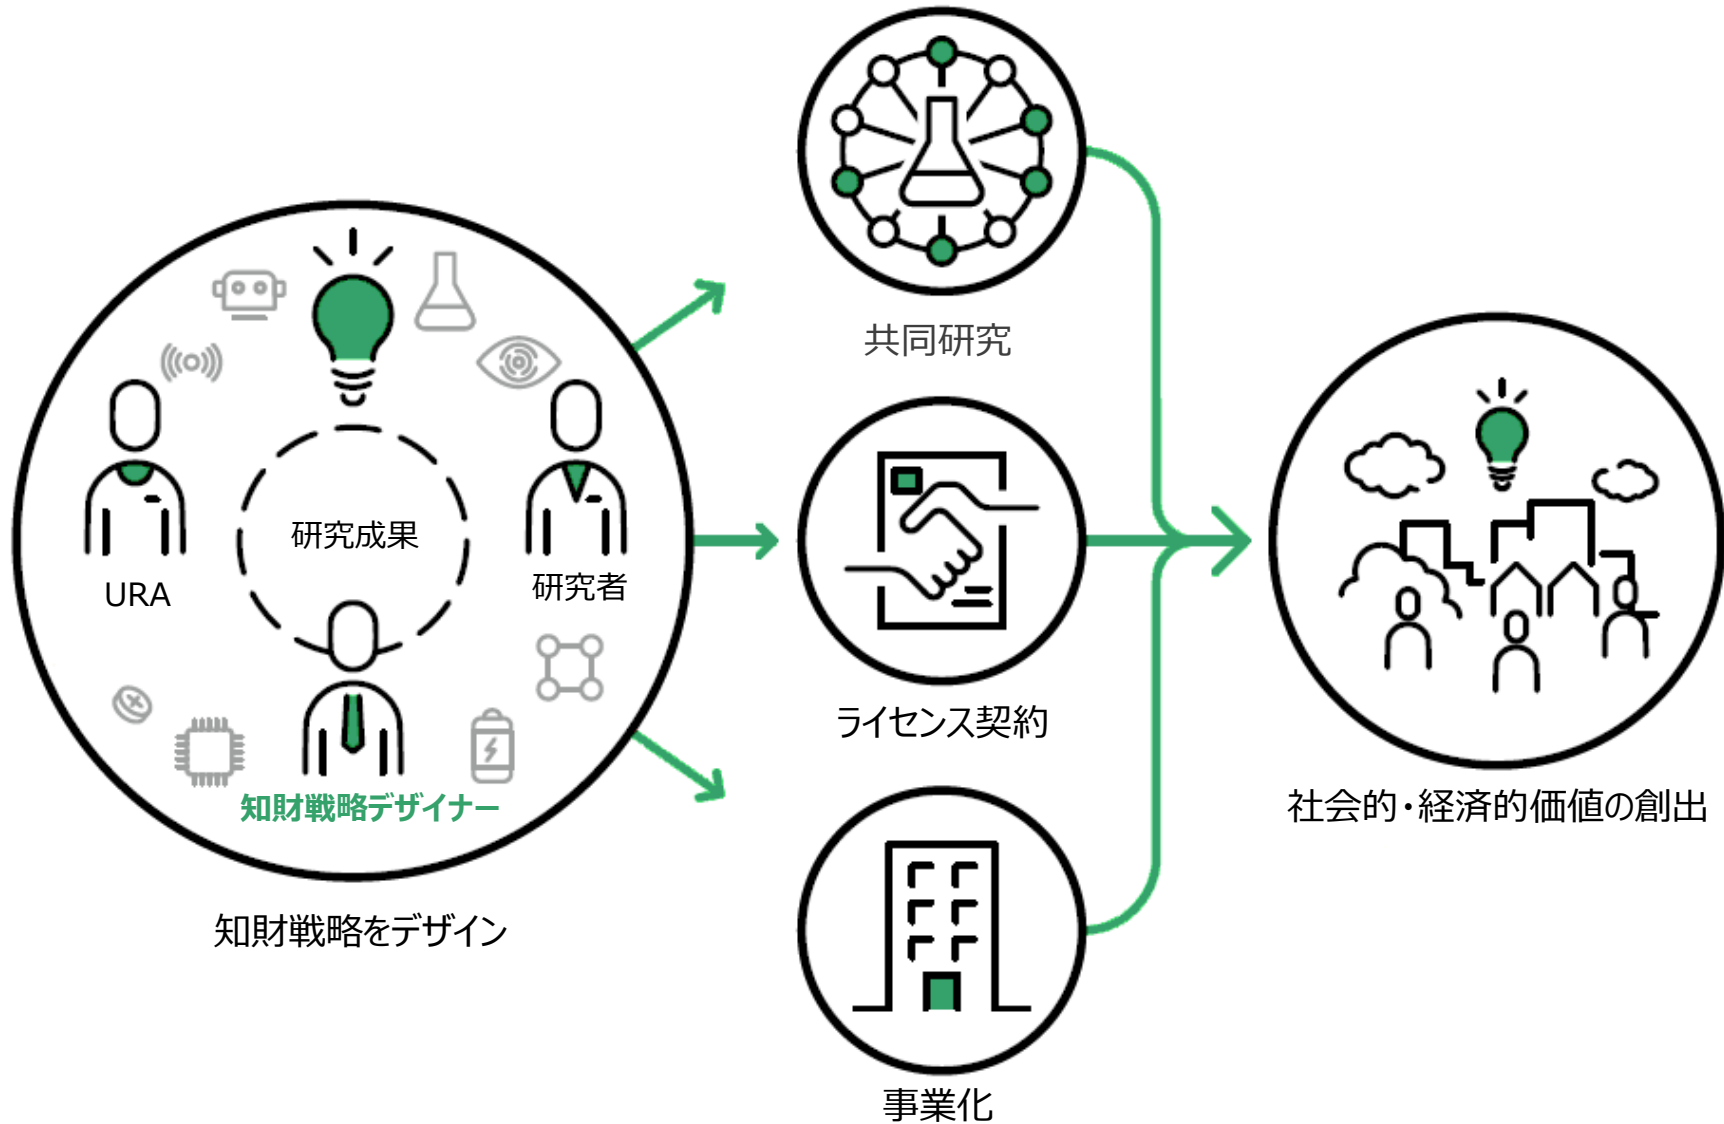 研究成果
URA
研究者
知財戦略デザイナー
知財戦略をデザイン
共同研究
ライセンス契約
事業化
社会的・経済的価値の創出